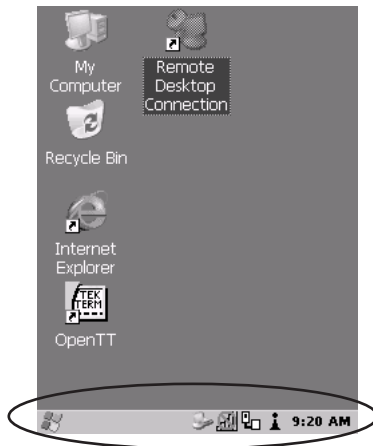 My
Computer
Remote
Desktop
Connection
Recycle Bin
Internet
Explorer
TEK
TERM
OpenTT
9:20 AM